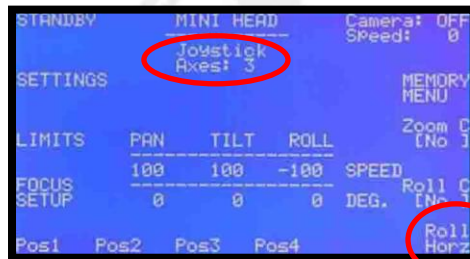 STANDBY MINI HEAD Camera: OFF
Speed: 0
Joystick
Axes: 3
SETTINGS MEMORY
MENU
Zoom C
LIMITS PAN TILT ROLL [No ]
100 100 -100 SPEED
FOCUS Roll C
SETUP 0 0 0 DEG. [No ]
Roll
Pos1 Pos2 Pos3 Pos4 Horz